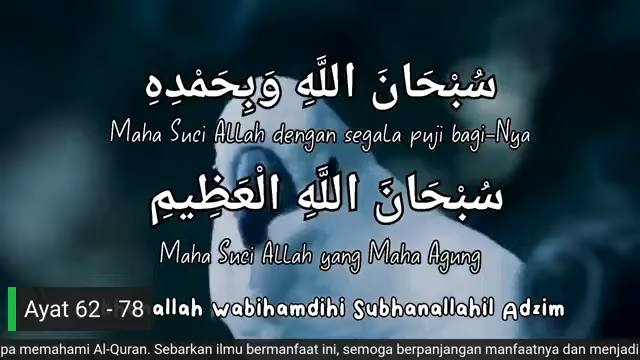 سُبْحَانَ اللَّهِ وَبِحَمْدِهِ
Maha Suci Allah dengan segala puji bagi-Nya
سُبْحَانَ اللَّهِ الْعَظِيمِ
Maha Suci Allah yang Maha Agung
allah wabihamdihi Subhanallahil Adzim
Ayat 62 - 78
memahami Al-Quran. Sebarkan ilmu bermanfaat ini, semoga berpanjangan manfaatnya dan menjadi